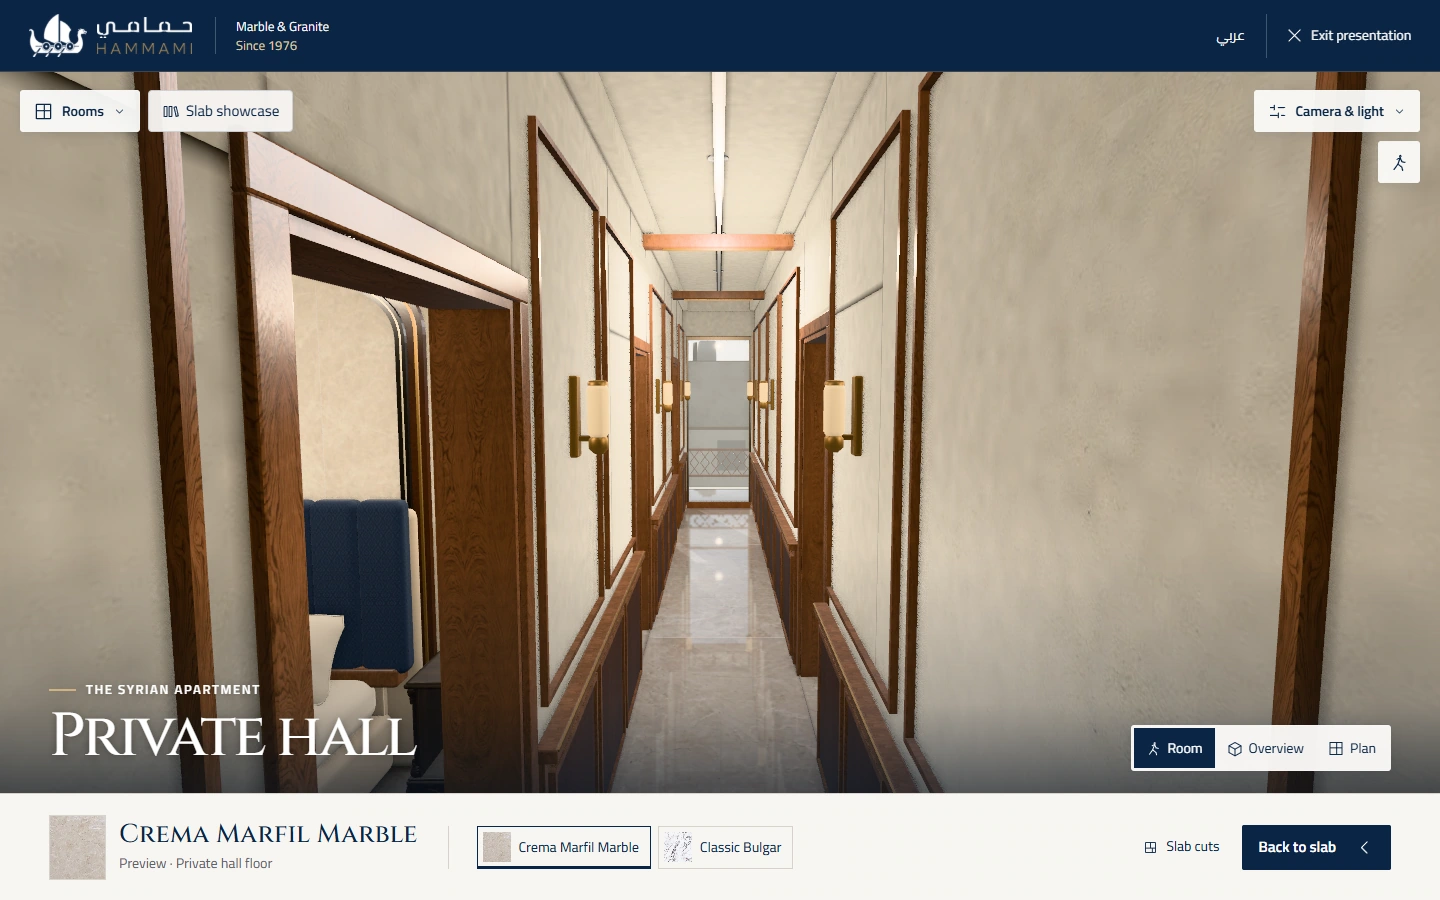 حمامي
HAMMAMI
Marble & Granite
Since 1976
عربي
Exit presentation
Rooms
Slab showcase
Camera & light
THE SYRIAN APARTMENT
PRIVATE HALL
Room
Overview
Plan
CREMA MARFIL MARBLE
Preview · Private hall floor
Crema Marfil Marble
Classic Bulgar
Slab cuts
Back to slab